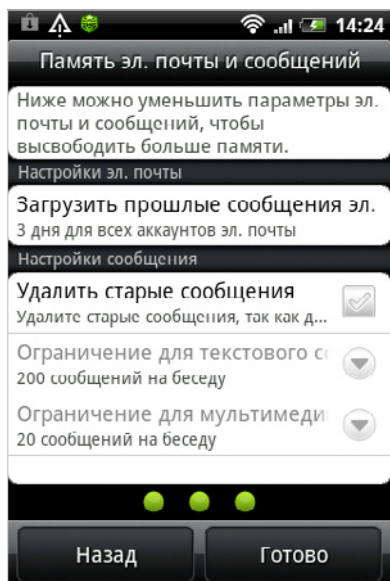 14:24
Память эл. почты и сообщений
Ниже можно уменьшить параметры эл.
почты и сообщений, чтобы
высвободить больше памяти.
Настройки эл. почты
Загрузить прошлые сообщения эл.
3 дня для всех аккаунтов эл. почты
Настройки сообщения
Удалить старые сообщения
Удалите старые сообщения, так как д...
Ограничение для текстового со
200 сообщений на беседу
Ограничение для мультимеди
20 сообщений на беседу
Назад Готово